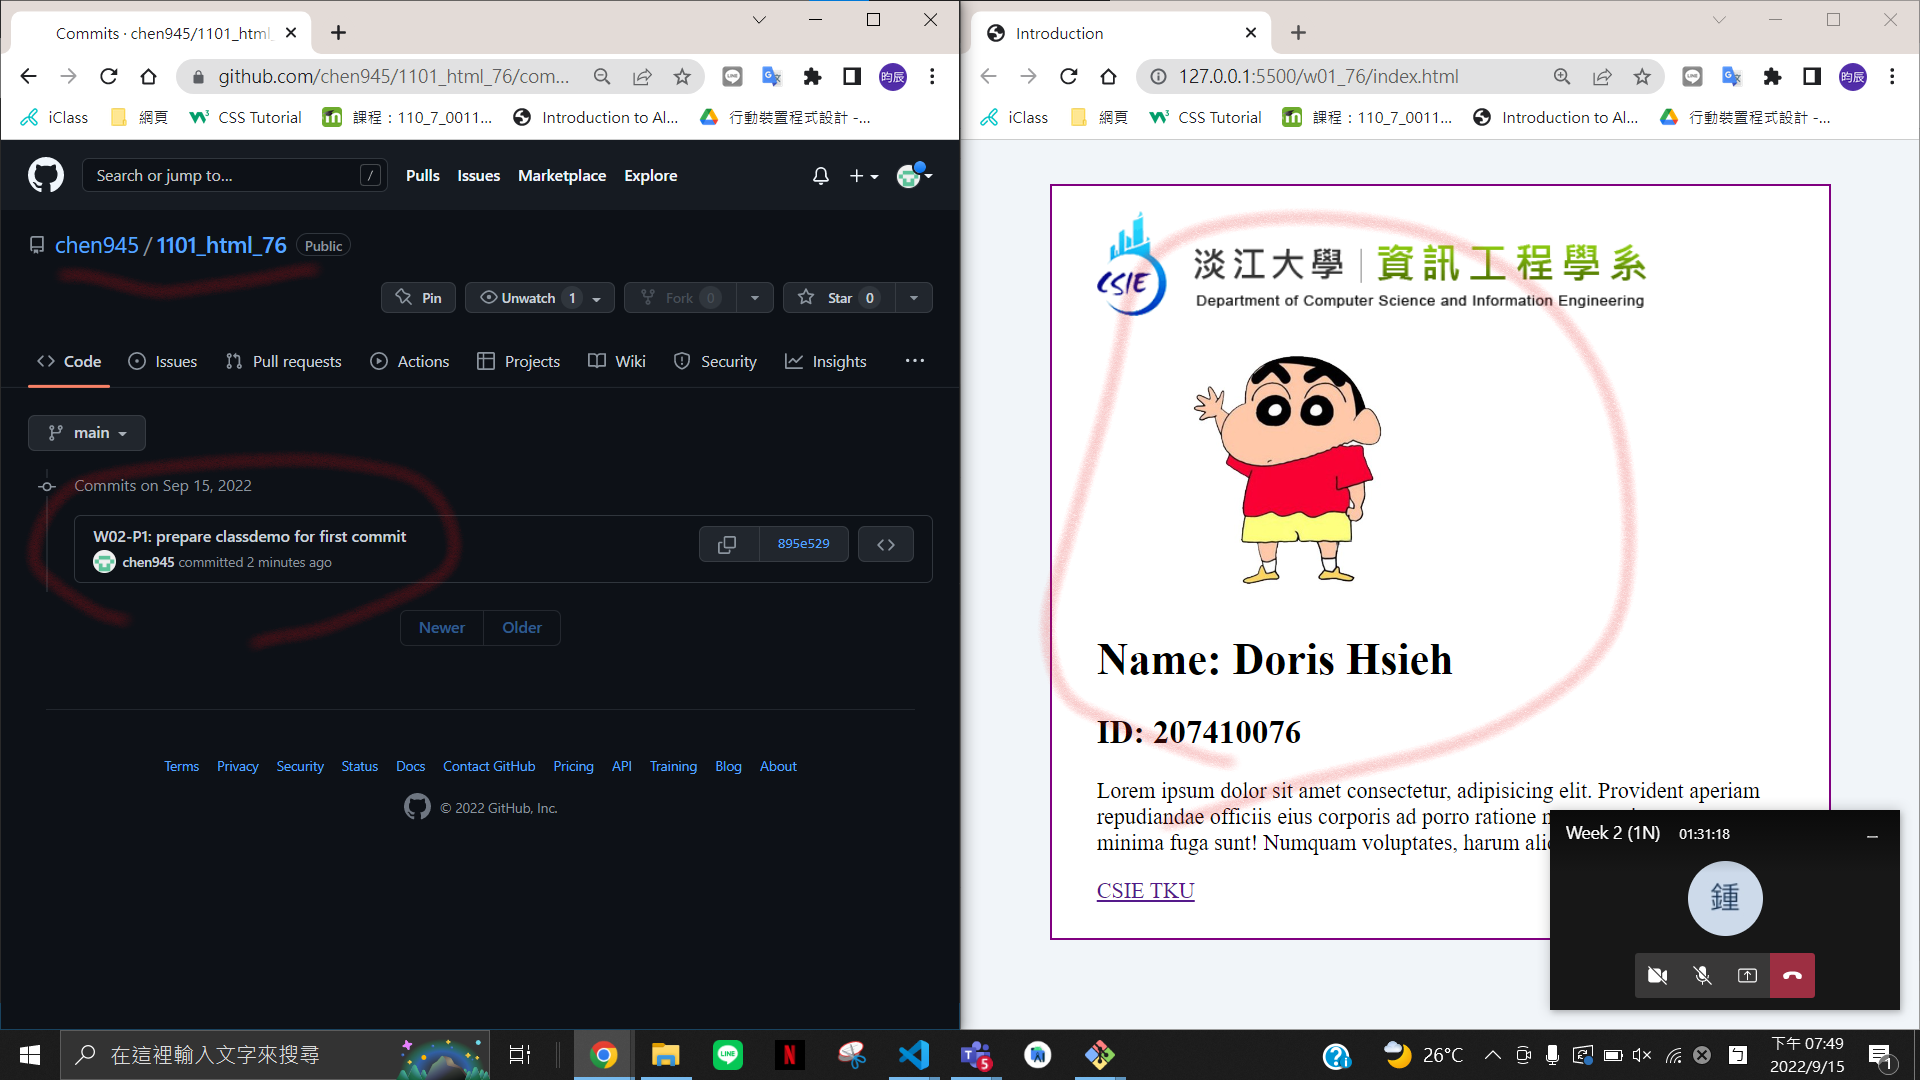 Commits · chen945/1101_html_
github.com/chen945/1101_html_76/com...
昀辰
iClass
網頁
CSS Tutorial
課程：110_7_0011...
Introduction to Al...
行動裝置程式設計 -...
Search or jump to...
/
Pulls
Issues
Marketplace
Explore
chen945 / 1101_html_76
Public
Pin
Unwatch 1
Fork 0
Star 0
Code
Issues
Pull requests
Actions
Projects
Wiki
Security
Insights
main
Commits on Sep 15, 2022
W02-P1: prepare classdemo for first commit
895e529
chen945 committed 2 minutes ago
Newer
Older
Terms
Privacy
Security
Status
Docs
Contact GitHub
Pricing
API
Training
Blog
About
© 2022 GitHub, Inc.
Introduction
127.0.0.1:5500/w01_76/index.html
昀辰
iClass
網頁
CSS Tutorial
課程：110_7_0011...
Introduction to Al...
行動裝置程式設計 -...
CSIE
淡江大學 | 資訊工程學系
Department of Computer Science and Information Engineering
Name: Doris Hsieh
ID: 207410076
Lorem ipsum dolor sit amet consectetur, adipisicing elit. Provident aperiam
repudiandae officiis eius corporis ad porro ratione
minima fuga sunt! Numquam voluptates, harum
CSIE TKU
Week 2 (1N) 01:31:18
鍾
在這裡輸入文字來搜尋
LINE
N
5
26°C
下午 07:49
2022/9/15
1